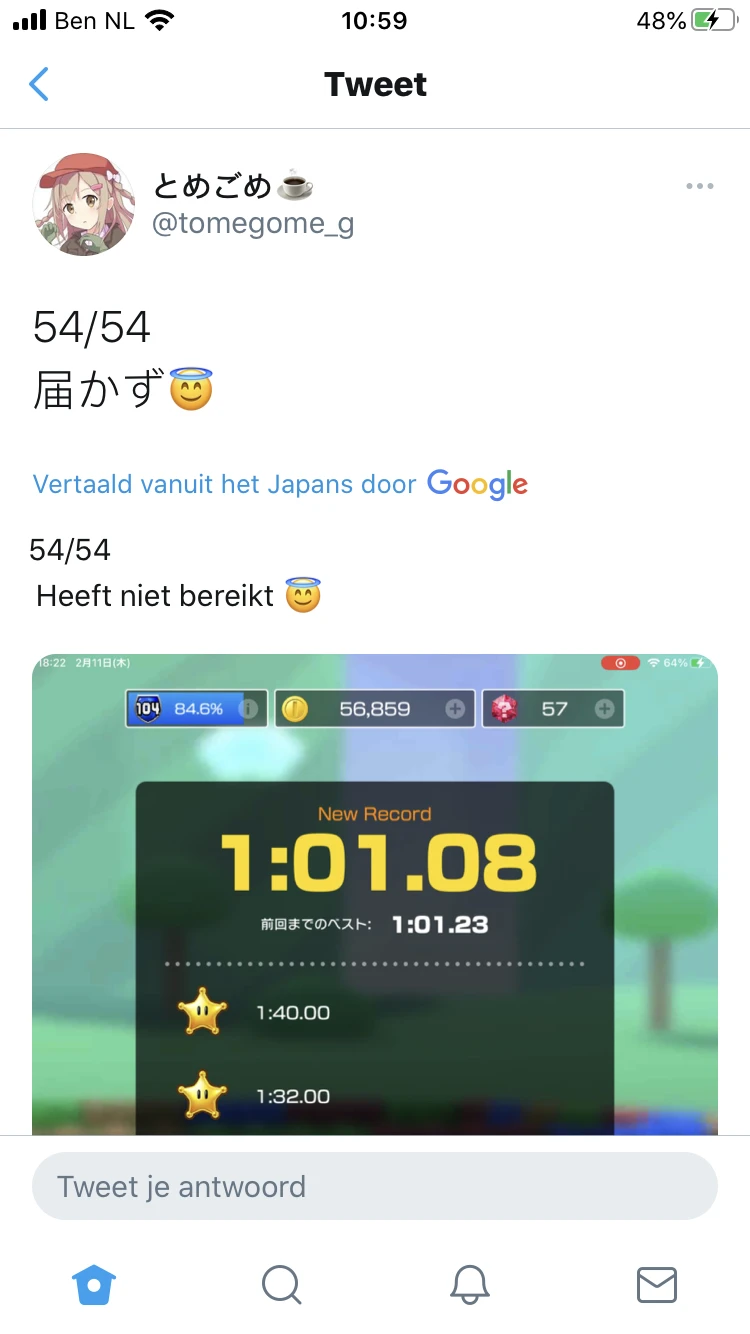 Ben NL 10:59 48%
Tweet
とめごめ☕
@tomegome_g
54/54
届かず😇
Vertaald vanuit het Japans door Google
54/54
Heeft niet bereikt 😇
18:22 2月11日(木) 64%
104 84.6% 56,859 57
New Record
1:01.08
前回までのベスト: 1:01.23
1:40.00
1:32.00
Tweet je antwoord